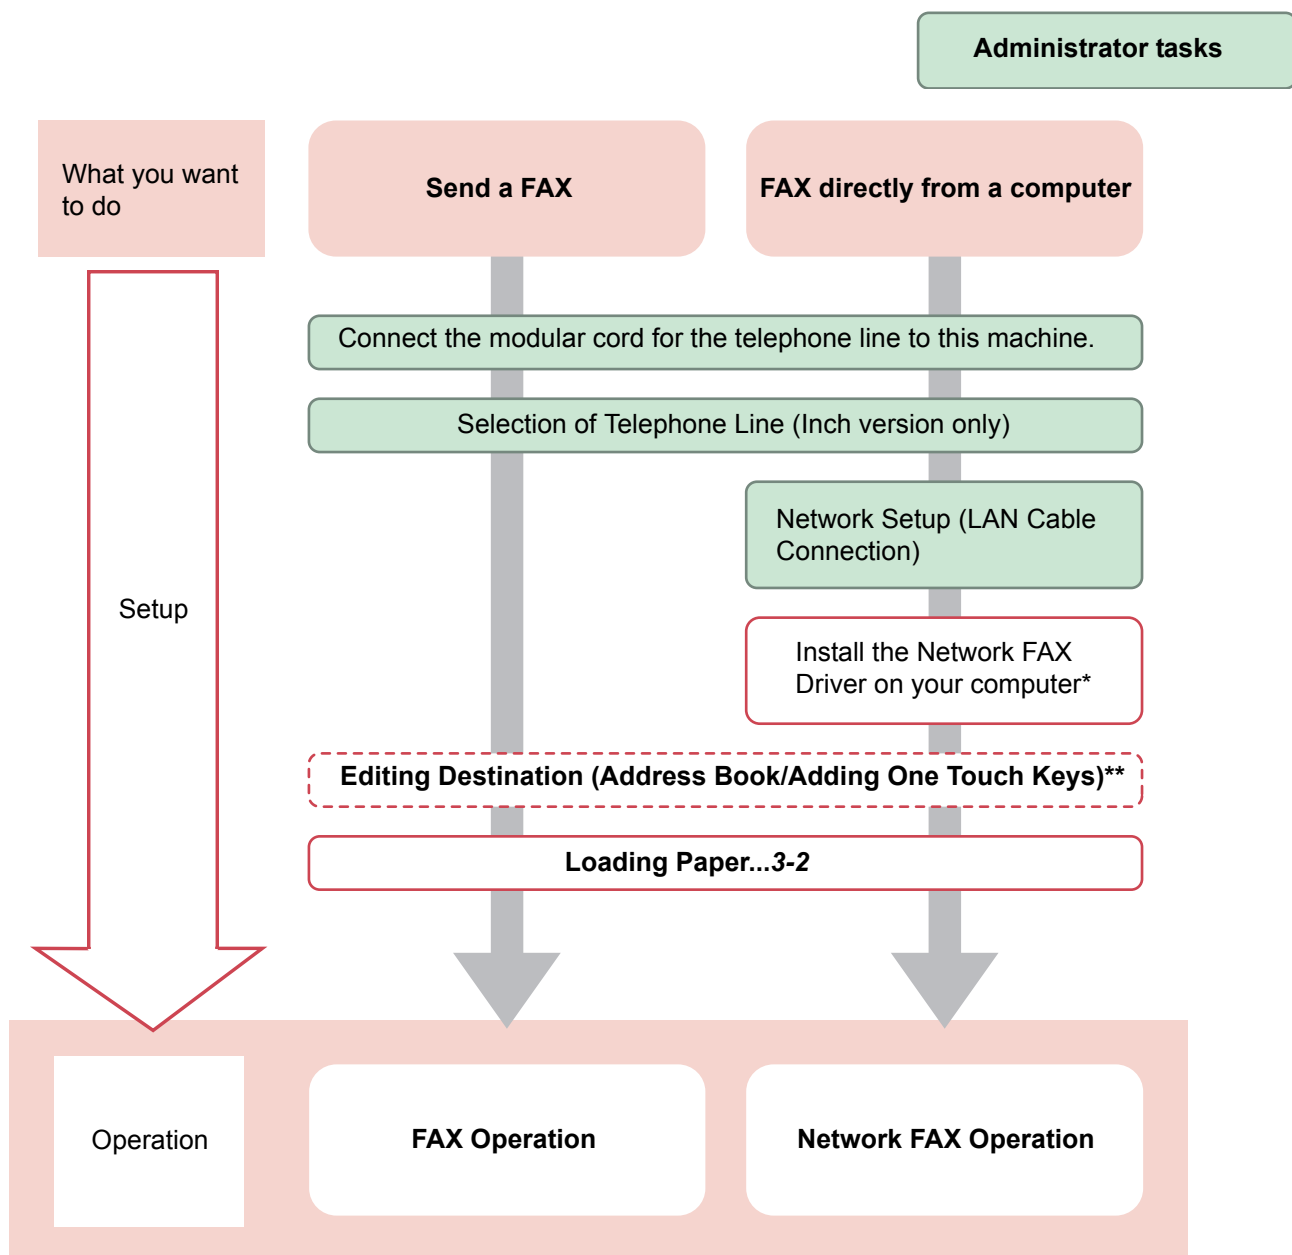 Administrator tasks
What you want
to do
Send a FAX
FAX directly from a computer
Connect the modular cord for the telephone line to this machine.
Selection of Telephone Line (Inch version only)
Network Setup (LAN Cable
Connection)
Setup
Install the Network FAX
Driver on your computer*
Editing Destination (Address Book/Adding One Touch Keys)**
Loading Paper...3-2
Operation
FAX Operation
Network FAX Operation